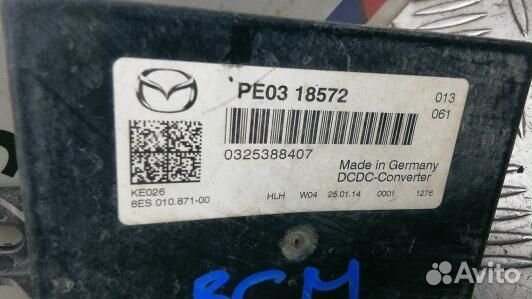 PE03 18572
013
061
0325388407
Made in Germany
DCDC-Converter
KE026
8ES 010.871-00
HLH W04 25.01.14 0001 1276
BCM
Avito